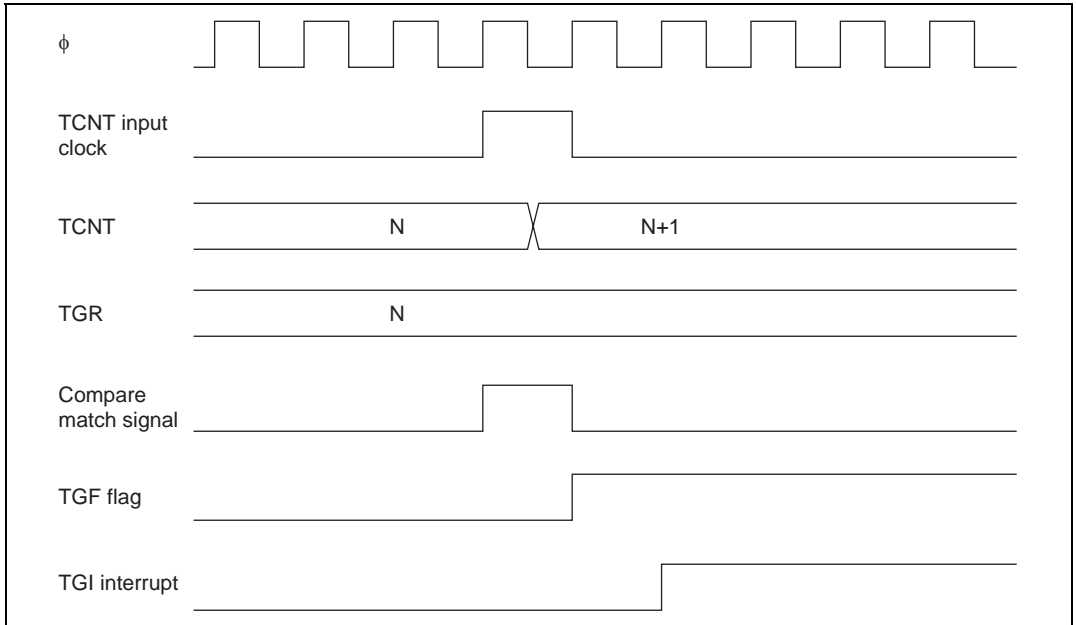 ϕ
TCNT input
clock
TCNT
N
N+1
TGR
N
Compare
match signal
TGF flag
TGI interrupt